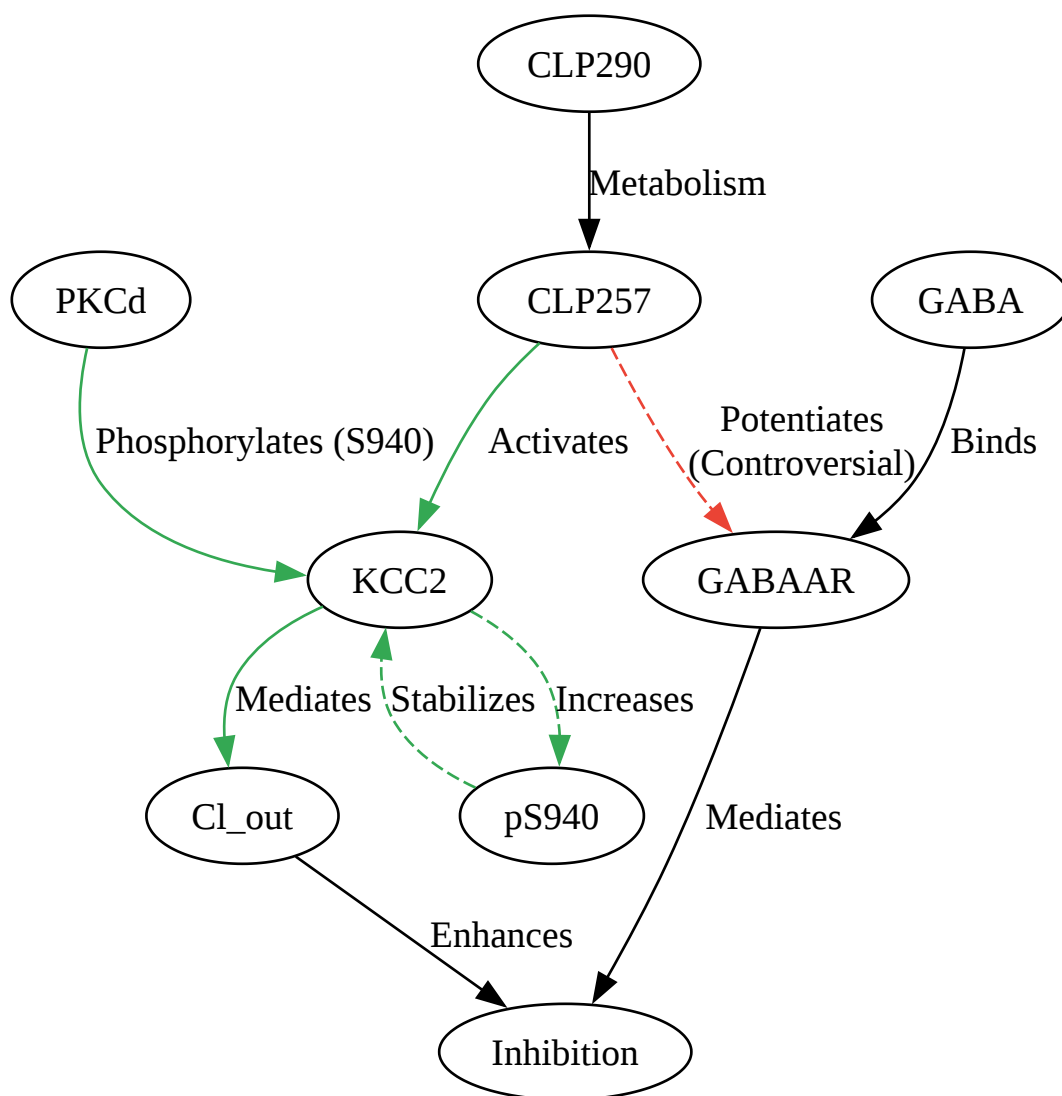 CLP290
Metabolism
PKCd
CLP257
GABA
Phosphorylates (S940)
Activates
Potentiates
(Controversial)
Binds
KCC2
GABAAR
Mediates
Stabilizes
Increases
Cl_out
pS940
Mediates
Enhances
Inhibition